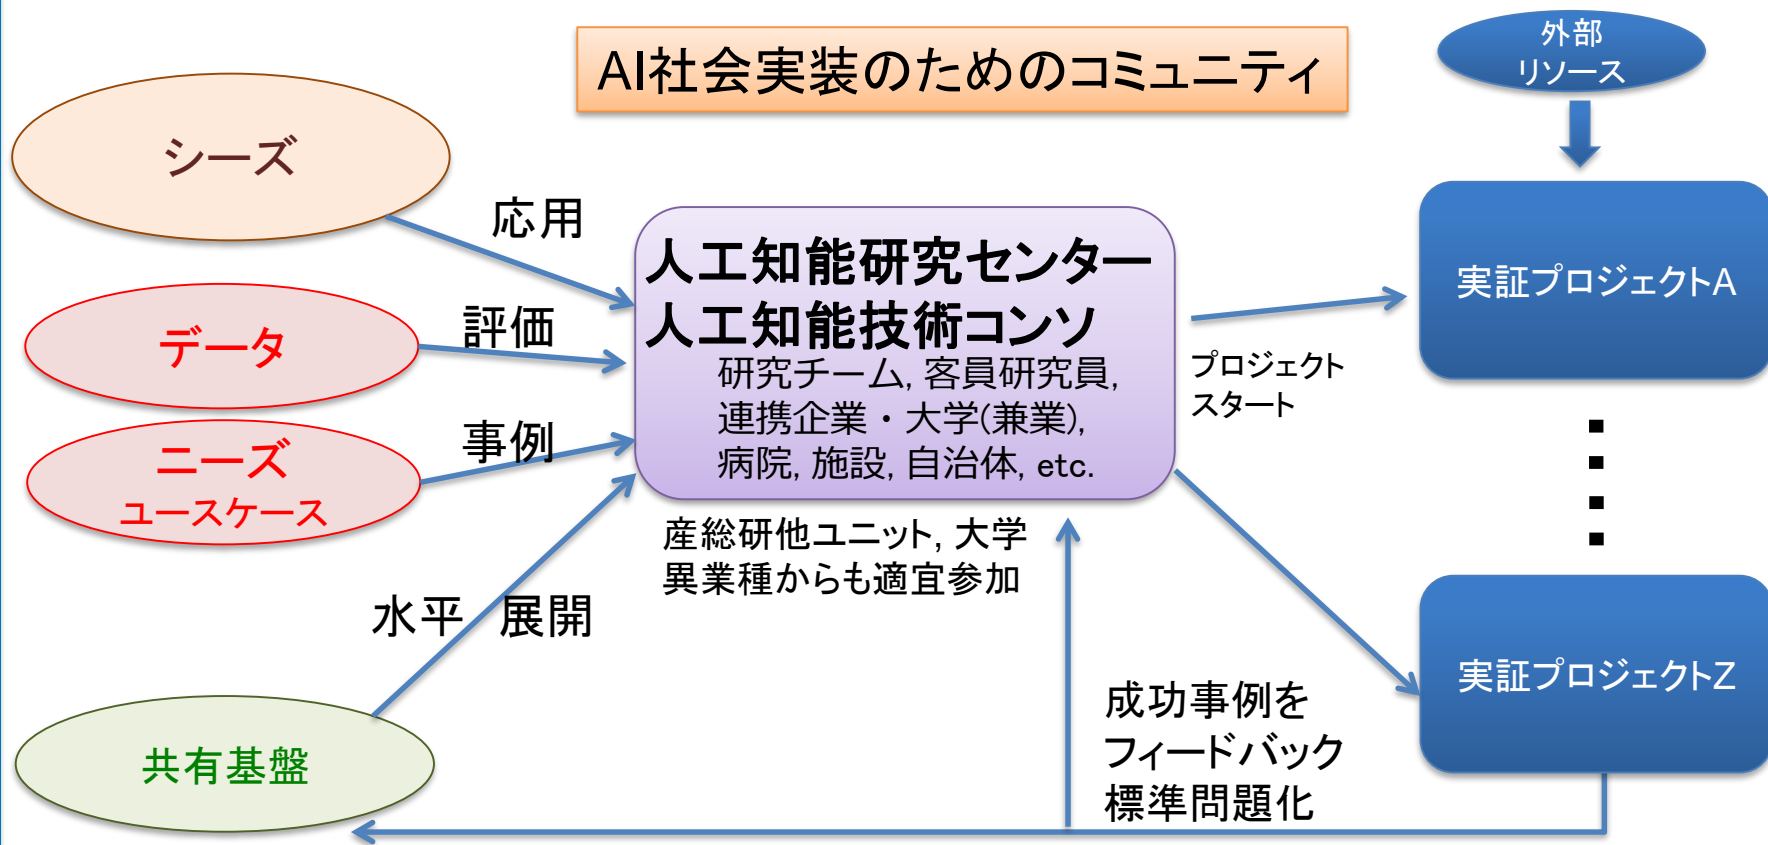 AI社会実装のためのコミュニティ
外部
リソース
シーズ
応用
人工知能研究センター
人工知能技術コンソ
研究チーム, 客員研究員,
連携企業・大学(兼業),
病院, 施設, 自治体, etc.
実証プロジェクトA
評価
データ
プロジェクト
スタート
事例
ニーズ
ユースケース
産総研他ユニット, 大学
異業種からも適宜参加
水平 展開
実証プロジェクトZ
成功事例を
フィードバック
標準問題化
共有基盤